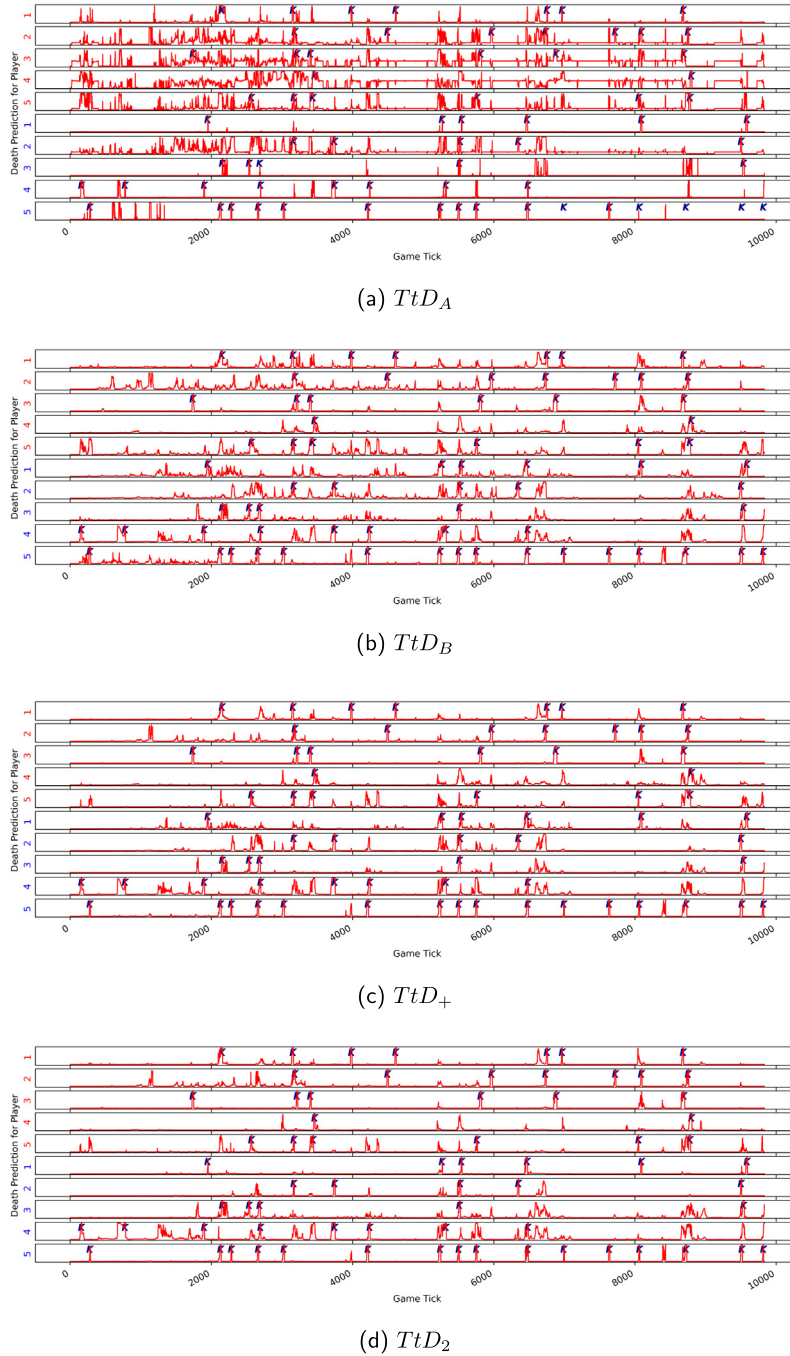 Death Prediction for Player
1
2
3
4
5
1
2
3
4
5
K K K K K K K
K K K K K K K
K K K K K
K K
K K K K K K
K K K K K K
K K K K K
K K K K K
K K K K K K K K
K K K K K K K K K K K K K K K
0 2000 4000 6000 8000 10000
Game Tick
(a) TtD_A
Death Prediction for Player
1
2
3
4
5
1
2
3
4
5
K K K K K K K
K K K K K K K
K K K K K K
K K
K K K K K K
K K K K K K
K K K K K
K K K K K
K K K K K K K K
K K K K K K K K K K K K K K K
0 2000 4000 6000 8000 10000
Game Tick
(b) TtD_B
Death Prediction for Player
1
2
3
4
5
1
2
3
4
5
K K K K K K K
K K K K K K K
K K K K K K
K K
K K K K K K
K K K K K K
K K K K K
K K K K K
K K K K K K K K
K K K K K K K K K K K K K K K
0 2000 4000 6000 8000 10000
Game Tick
(c) TtD_+
Death Prediction for Player
1
2
3
4
5
1
2
3
4
5
K K K K K K K
K K K K K K K
K K K K K K
K K
K K K K K K
K K K K K K
K K K K K
K K K K K
K K K K K K K K
K K K K K K K K K K K K K K K
0 2000 4000 6000 8000 10000
Game Tick
(d) TtD_2